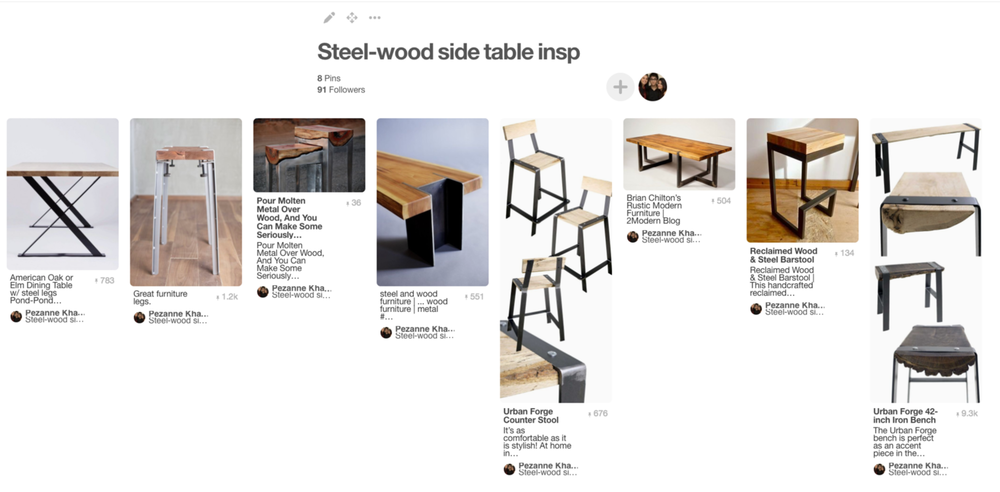 Steel-wood side table insp
8 Pins
91 Followers
American Oak or
Elm Dining Table
w/ steel legs
Pond-Pond…
783
Pezanne Kha…
Steel-wood si…
Great furniture
legs.
1.2k
Pezanne Kha…
Steel-wood si…
Pour Molten
Metal Over
Wood, And You
Can Make Some
Seriously…
36
Pour Molten
Metal Over Wood,
And You Can
Make Some
Seriously…
Pezanne Kha…
Steel-wood si…
steel and wood
furniture | ... wood
furniture | metal
#…
551
Pezanne Kha…
Steel-wood si…
Urban Forge
Counter Stool
676
It's as
comfortable as it
is stylish! At home
in…
Pezanne Kha…
Steel-wood si…
Brian Chilton's
Rustic Modern
Furniture |
2Modern Blog
504
Pezanne Kha…
Steel-wood si…
Reclaimed Wood
& Steel Barstool
134
Reclaimed Wood
& Steel Barstool |
This handcrafted
reclaimed…
Pezanne Kha…
Steel-wood si…
Urban Forge 42-
inch Iron Bench
9.3k
The Urban Forge
bench is perfect
as an accent
piece in the…
Pezanne Kha…
Steel-wood si…